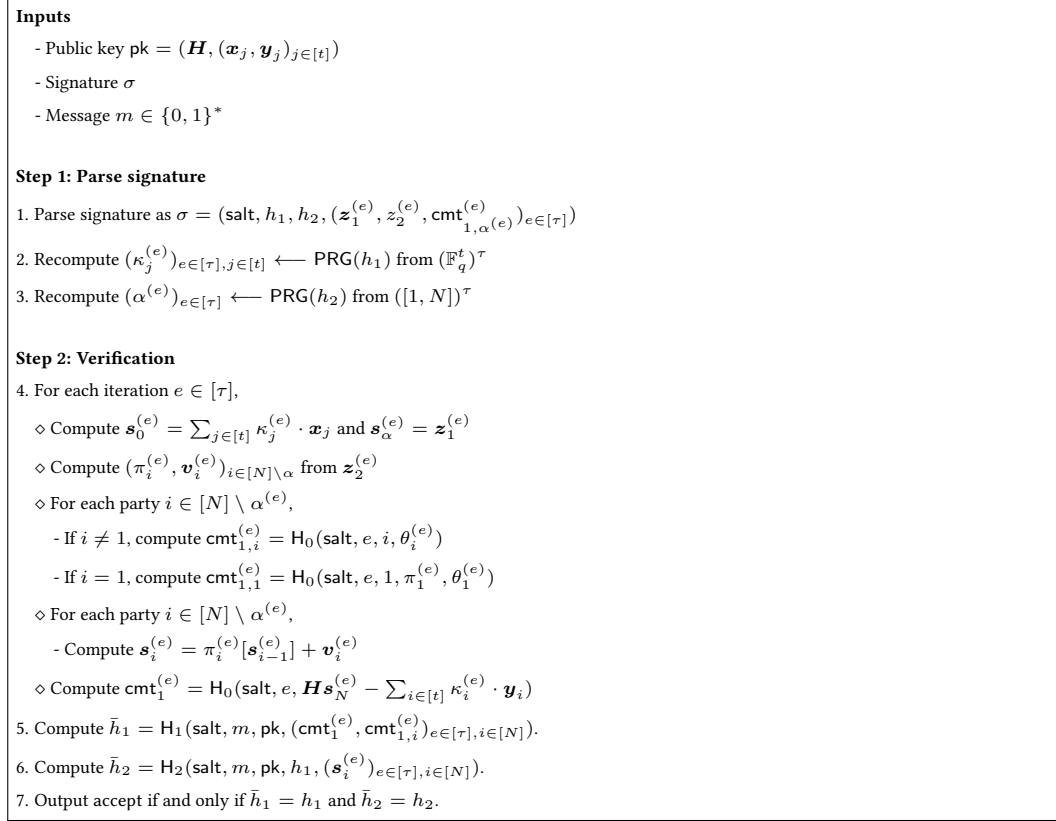 Inputs
- Public key pk = (H, (x_j, y_j)_{j∈[t]})
- Signature σ
- Message m ∈ {0, 1}^*
Step 1: Parse signature
1. Parse signature as σ = (salt, h_1, h_2, (z_1^{(e)}, z_2^{(e)}, cmt_{1,α^{(e)}}^{(e)})_{e∈[τ]})
2. Recompute (κ_j^{(e)})_{e∈[τ],j∈[t]} ⟵ PRG(h_1) from (𝔽_q^t)^τ
3. Recompute (α^{(e)})_{e∈[τ]} ⟵ PRG(h_2) from ([1, N])^τ
Step 2: Verification
4. For each iteration e ∈ [τ],
⋄ Compute s_0^{(e)} = ∑_{j∈[t]} κ_j^{(e)} · x_j and s_α^{(e)} = z_1^{(e)}
⋄ Compute (π_i^{(e)}, v_i^{(e)})_{i∈[N]\α} from z_2^{(e)}
⋄ For each party i ∈ [N] \ α^{(e)},
- If i ≠ 1, compute cmt_{1,i}^{(e)} = H_0(salt, e, i, θ_i^{(e)})
- If i = 1, compute cmt_{1,1}^{(e)} = H_0(salt, e, 1, π_1^{(e)}, θ_1^{(e)})
⋄ For each party i ∈ [N] \ α^{(e)},
- Compute s_i^{(e)} = π_i^{(e)}[s_{i−1}^{(e)}] + v_i^{(e)}
⋄ Compute cmt_1^{(e)} = H_0(salt, e, Hs_N^{(e)} − ∑_{i∈[t]} κ_i^{(e)} · y_i)
5. Compute h̄_1 = H_1(salt, m, pk, (cmt_1^{(e)}, cmt_{1,i}^{(e)})_{e∈[τ],i∈[N]}).
6. Compute h̄_2 = H_2(salt, m, pk, h_1, (s_i^{(e)})_{e∈[τ],i∈[N]}).
7. Output accept if and only if h̄_1 = h_1 and h̄_2 = h_2.